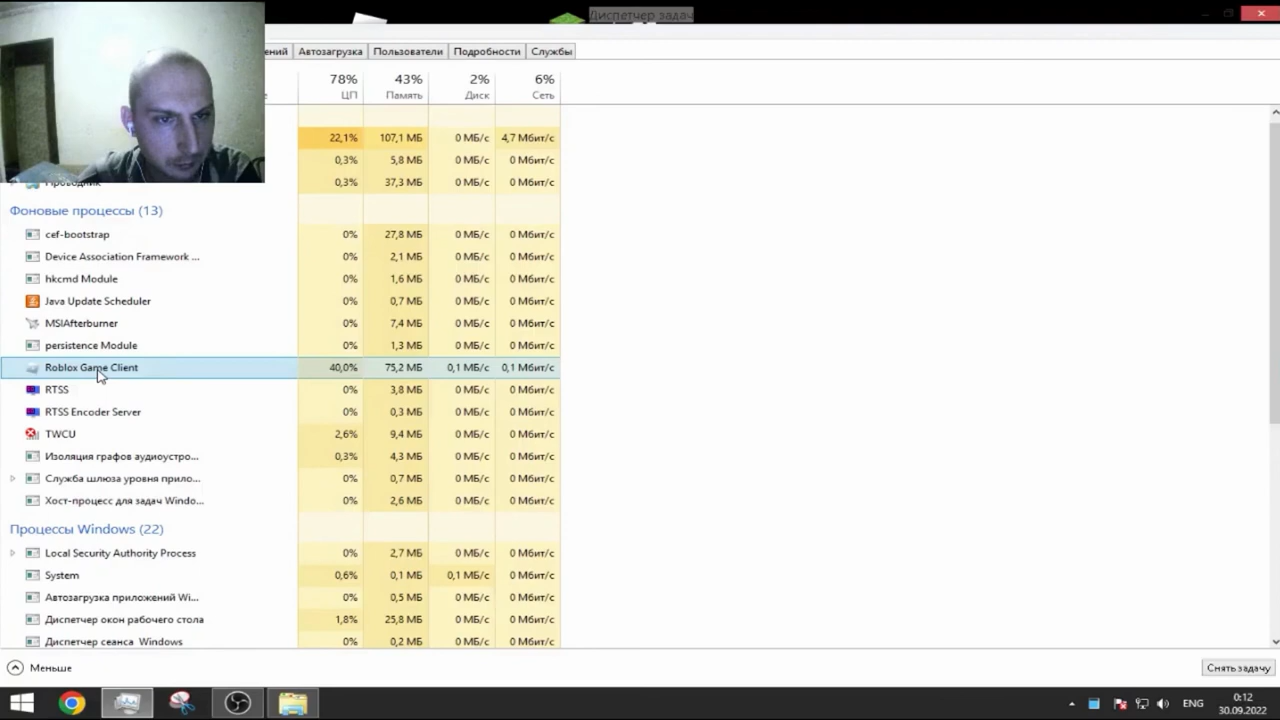 Диспетчер задач
ений Автозагрузка Пользователи Подробности Службы
78% 43% 2% 6%
ЦП Память Диск Сеть
22,1% 107,1 МБ 0 МБ/с 4,7 Мбит/с
0,3% 5,8 МБ 0 МБ/с 0 Мбит/с
Проводник 0,3% 37,3 МБ 0 МБ/с 0 Мбит/с
Фоновые процессы (13)
cef-bootstrap 0% 27,8 МБ 0 МБ/с 0 Мбит/с
Device Association Framework ... 0% 2,1 МБ 0 МБ/с 0 Мбит/с
hkcmd Module 0% 1,6 МБ 0 МБ/с 0 Мбит/с
Java Update Scheduler 0% 0,7 МБ 0 МБ/с 0 Мбит/с
MSIAfterburner 0% 7,4 МБ 0 МБ/с 0 Мбит/с
persistence Module 0% 1,3 МБ 0 МБ/с 0 Мбит/с
Roblox Game Client 40,0% 75,2 МБ 0,1 МБ/с 0,1 Мбит/с
RTSS 0% 3,8 МБ 0 МБ/с 0 Мбит/с
RTSS Encoder Server 0% 0,3 МБ 0 МБ/с 0 Мбит/с
TWCU 2,6% 9,4 МБ 0 МБ/с 0 Мбит/с
Изоляция графов аудиоустро... 0,3% 4,3 МБ 0 МБ/с 0 Мбит/с
Служба шлюза уровня прило... 0% 0,7 МБ 0 МБ/с 0 Мбит/с
Хост-процесс для задач Windo... 0% 2,6 МБ 0 МБ/с 0 Мбит/с
Процессы Windows (22)
Local Security Authority Process 0% 2,7 МБ 0 МБ/с 0 Мбит/с
System 0,6% 0,1 МБ 0,1 МБ/с 0 Мбит/с
Автозагрузка приложений Wi... 0% 0,5 МБ 0 МБ/с 0 Мбит/с
Диспетчер окон рабочего стола 1,8% 25,8 МБ 0 МБ/с 0 Мбит/с
Диспетчер сеанса Windows 0% 0,2 МБ 0 МБ/с 0 Мбит/с
Меньше Снять задачу
ENG 0:12
30.09.2022